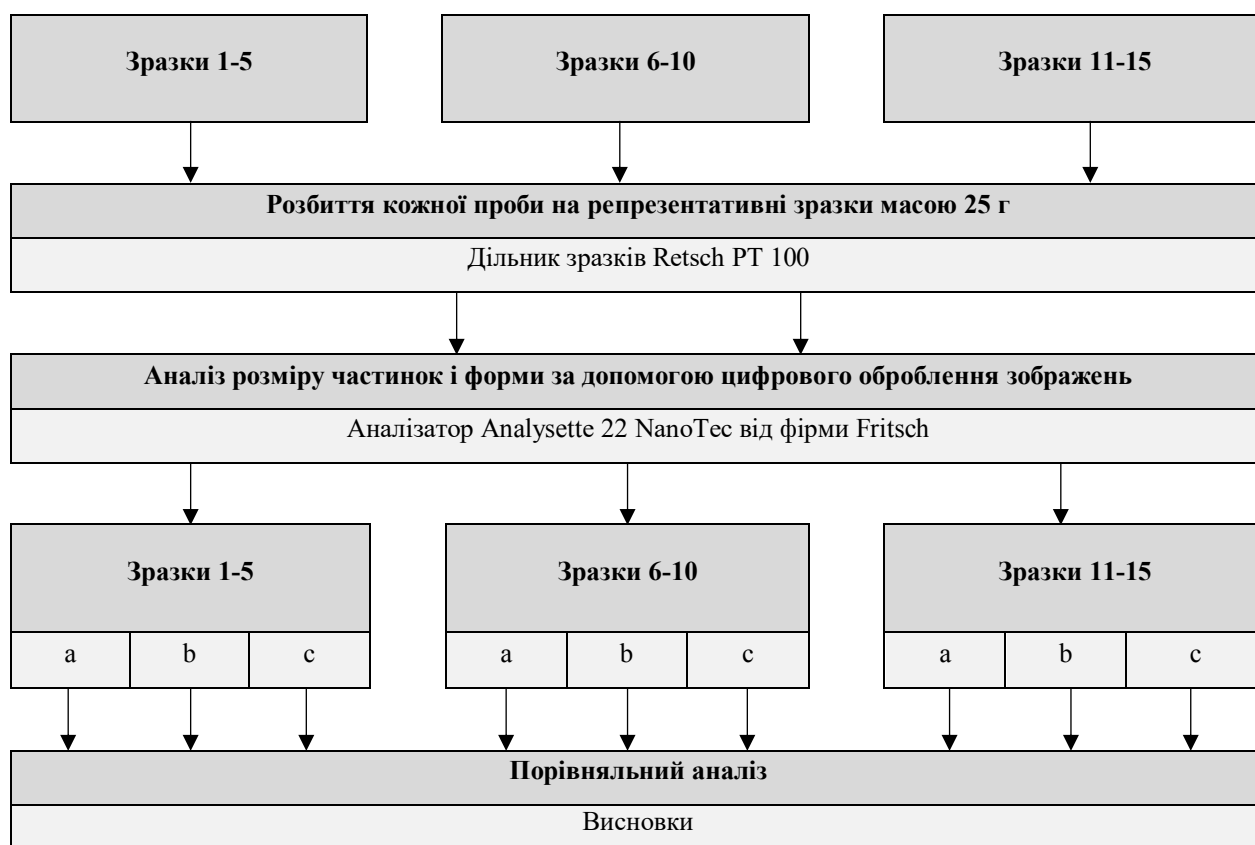 Зразки 1-5
Зразки 6-10
Зразки 11-15
Розбиття кожної проби на репрезентативні зразки масою 25 г
Дільник зразків Retsch PT 100
Аналіз розміру частинок і форми за допомогою цифрового оброблення зображень
Аналізатор Analysette 22 NanoTec від фірми Fritsch
Зразки 1-5
Зразки 6-10
Зразки 11-15
a b c
a b c
a b c
Порівняльний аналіз
Висновки